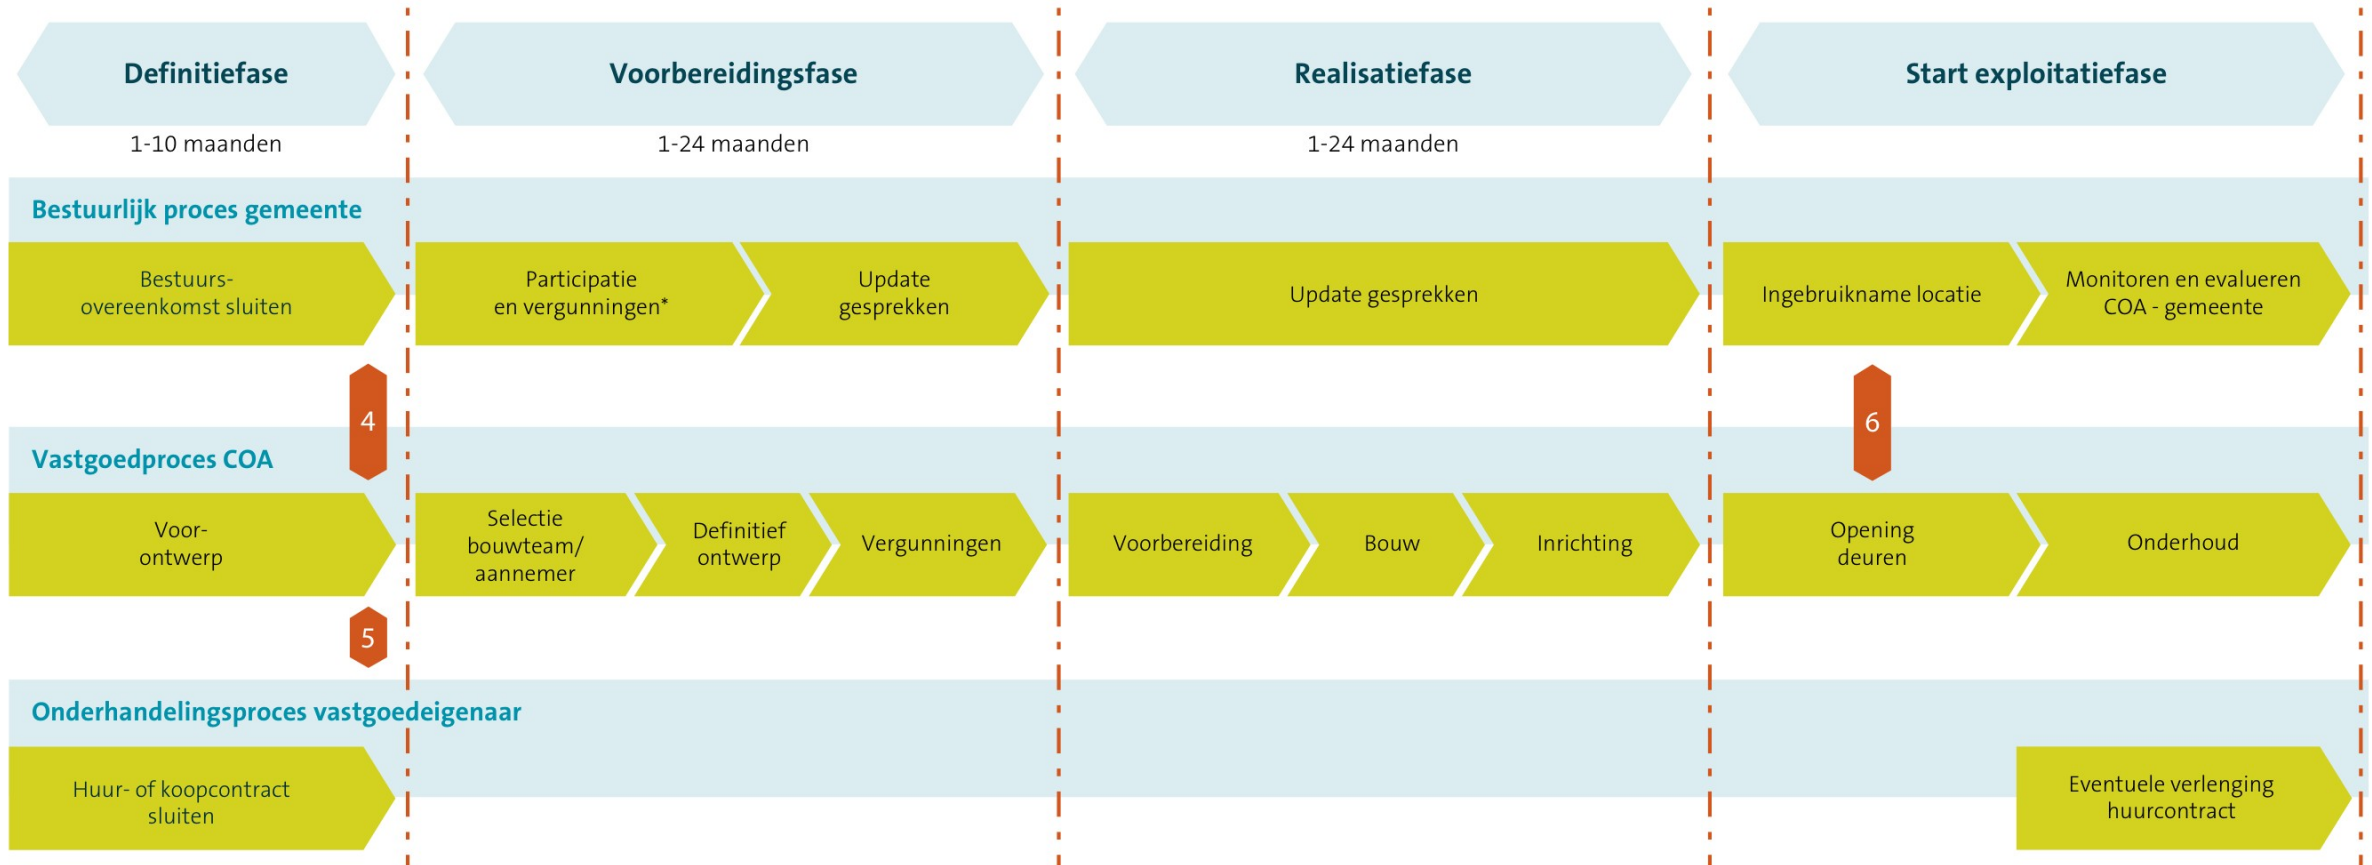 Definitiefase
Voorbereidingsfase
Realisatiefase
Start exploitatiefase
1-10 maanden
1-24 maanden
1-24 maanden
Bestuurlijk proces gemeente
Bestuurs-
overeenkomst sluiten
Participatie
en vergunningen*
Update
gesprekken
Update gesprekken
Ingebruikname locatie
Monitoren en evalueren
COA - gemeente
4
6
Vastgoedproces COA
Voor-
ontwerp
Selectie
bouwteam/
aannemer
Definitief
ontwerp
Vergunningen
Voorbereiding
Bouw
Inrichting
Opening
deuren
Onderhoud
5
Onderhandelingsproces vastgoedeigenaar
Huur- of koopcontract
sluiten
Eventuele verlenging
huurcontract